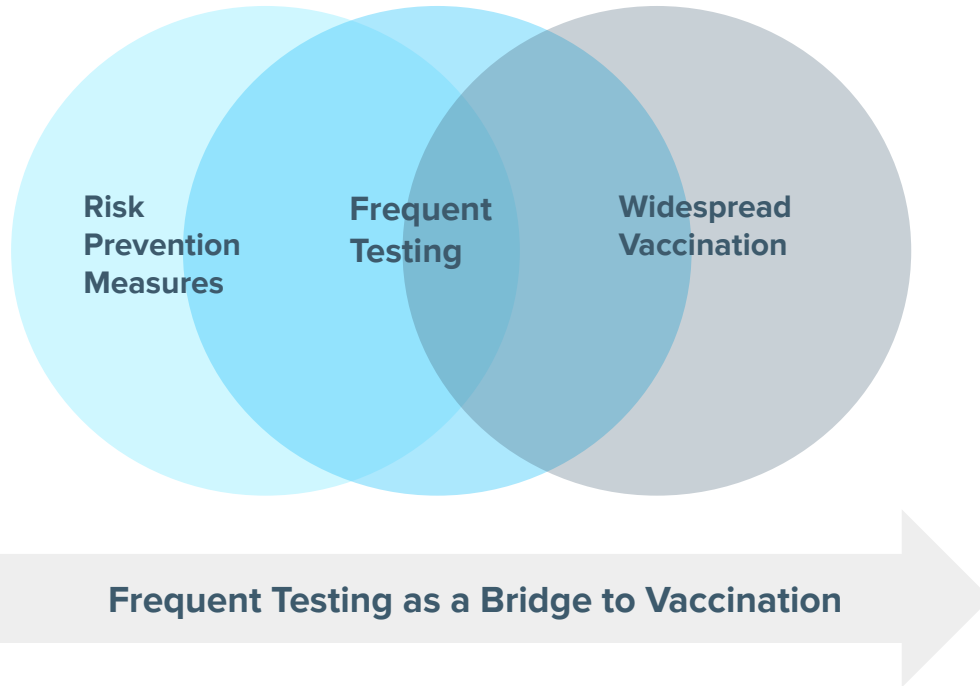 Risk
Prevention
Measures
Frequent
Testing
Widespread
Vaccination
Frequent Testing as a Bridge to Vaccination